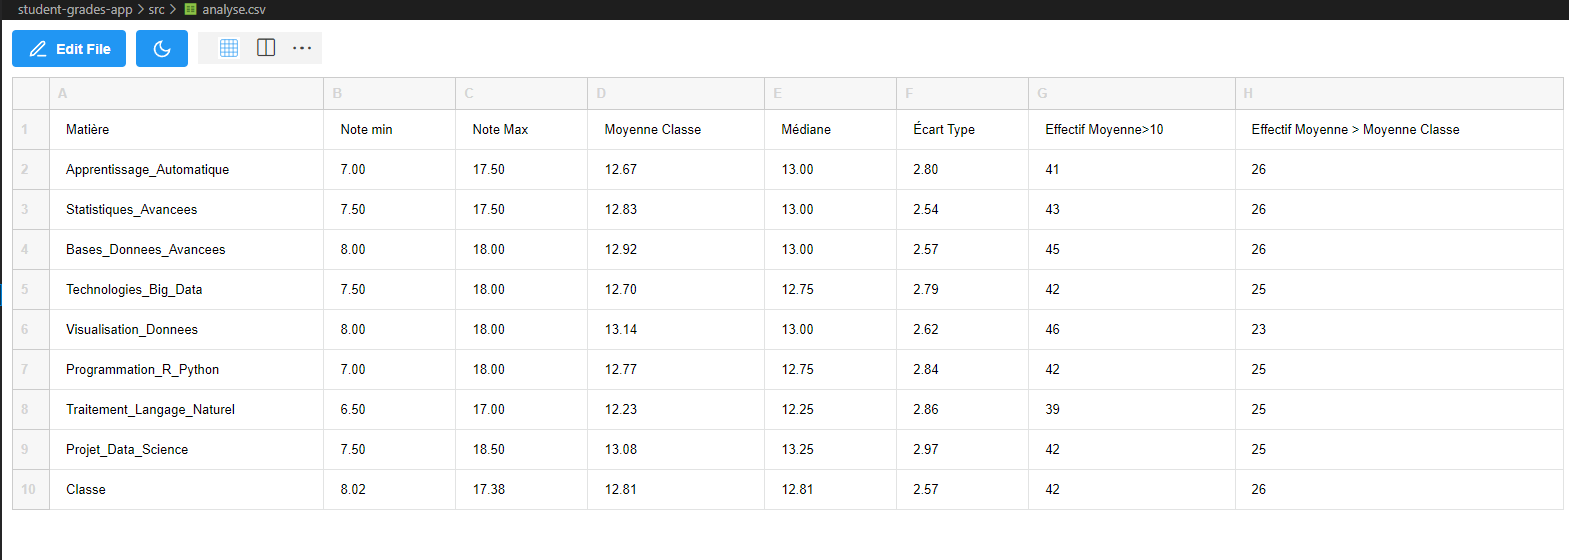 student-grades-app > src > analyse.csv
Edit File
A B C D E F G H
1 Matière Note min Note Max Moyenne Classe Médiane Écart Type Effectif Moyenne>10 Effectif Moyenne > Moyenne Classe
2 Apprentissage_Automatique 7.00 17.50 12.67 13.00 2.80 41 26
3 Statistiques_Avancees 7.50 17.50 12.83 13.00 2.54 43 26
4 Bases_Donnees_Avancees 8.00 18.00 12.92 13.00 2.57 45 26
5 Technologies_Big_Data 7.50 18.00 12.70 12.75 2.79 42 25
6 Visualisation_Donnees 8.00 18.00 13.14 13.00 2.62 46 23
7 Programmation_R_Python 7.00 18.00 12.77 12.75 2.84 42 25
8 Traitement_Langage_Naturel 6.50 17.00 12.23 12.25 2.86 39 25
9 Projet_Data_Science 7.50 18.50 13.08 13.25 2.97 42 25
10 Classe 8.02 17.38 12.81 12.81 2.57 42 26